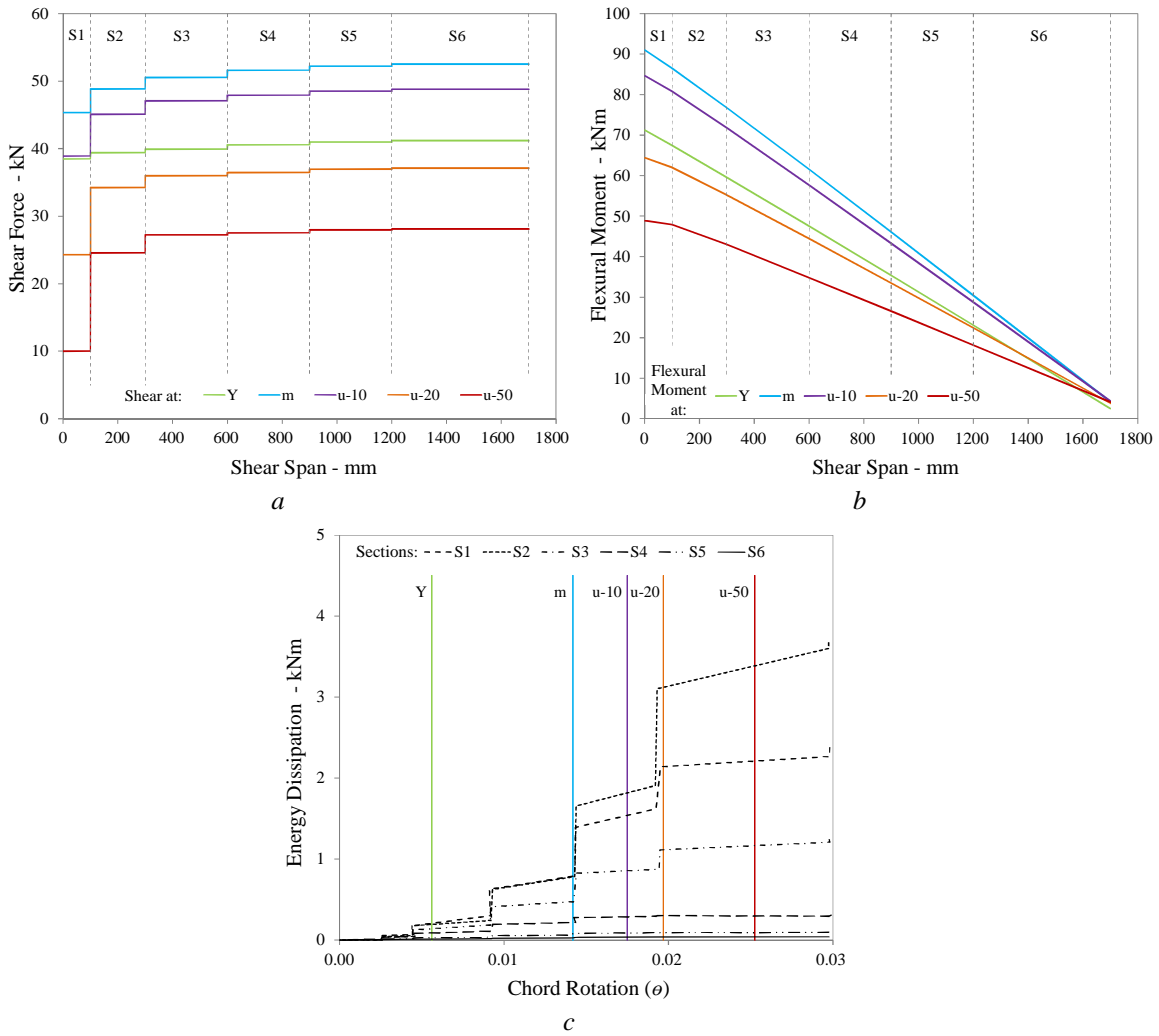 60
50
40
30
20
10
0
Shear Force - kN
S1 S2 S3 S4 S5 S6
Shear at: Y m u-10 u-20 u-50
0 200 400 600 800 1000 1200 1400 1600 1800
Shear Span - mm
a
100
90
80
70
60
50
40
30
20
10
0
Flexural Moment - kNm
S1 S2 S3 S4 S5 S6
Flexural
Moment
at:
Y m u-10 u-20 u-50
0 200 400 600 800 1000 1200 1400 1600 1800
Shear Span - mm
b
5
4
3
2
1
0
Energy Dissipation - kNm
Sections: S1 S2 S3 S4 S5 S6
Y m u-10 u-20 u-50
0.00 0.01 0.02 0.03
Chord Rotation (ɵ)
c